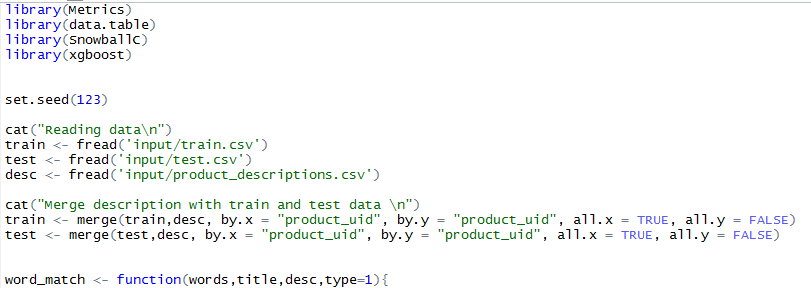 library(Metrics)
library(data.table)
library(SnowballC)
library(xgboost)
set.seed(123)
cat("Reading data\n")
train <- fread('input/train.csv')
test <- fread('input/test.csv')
desc <- fread('input/product_descriptions.csv')
cat("Merge description with train and test data \n")
train <- merge(train,desc, by.x = "product_uid", by.y = "product_uid", all.x = TRUE, all.y = FALSE)
test <- merge(test,desc, by.x = "product_uid", by.y = "product_uid", all.x = TRUE, all.y = FALSE)
word_match <- function(words,title,desc,type=1){